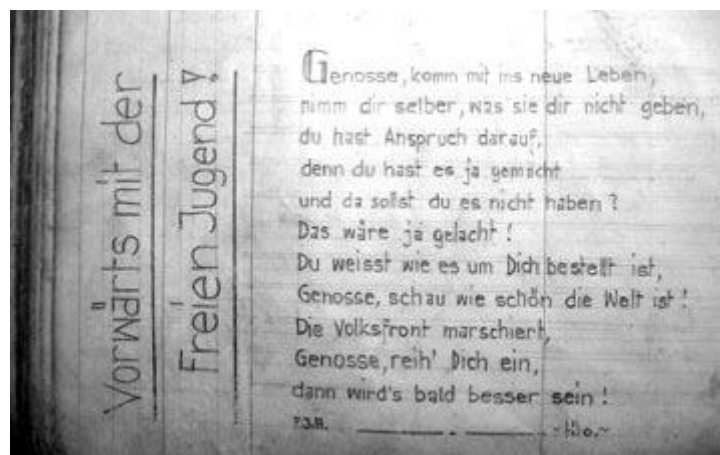 Vorwärts mit der
Freien Jugend !
Genosse, komm mit ins neue Leben,
nimm dir selber, was sie dir nicht geben,
du hast Anspruch darauf,
denn du hast es ja gemacht
und da sollst du es nicht haben ?
Das wäre ja gelacht !
Du weisst wie es um Dich bestellt ist,
Genosse, schau wie schön die Welt ist !
Die Volksfront marschiert,
Genosse, reih' Dich ein,
dann wird's bald besser sein !